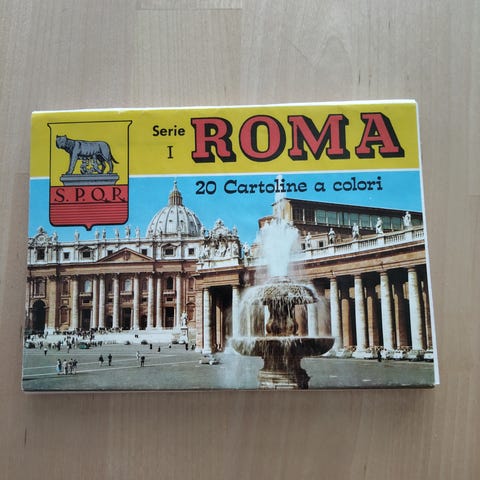 Serie
I
ROMA
20 Cartoline a colori
S.P.Q.R